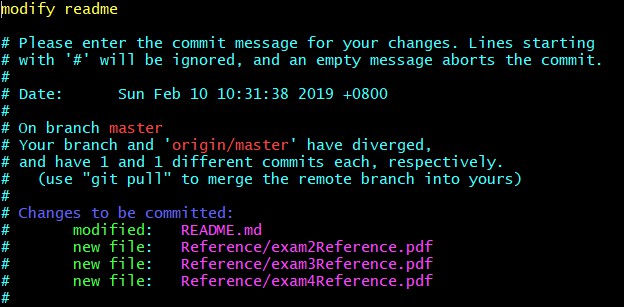 modify readme
# Please enter the commit message for your changes. Lines starting
# with '#' will be ignored, and an empty message aborts the commit.
#
# Date:      Sun Feb 10 10:31:38 2019 +0800
#
# On branch master
# Your branch and 'origin/master' have diverged,
# and have 1 and 1 different commits each, respectively.
#   (use "git pull" to merge the remote branch into yours)
#
# Changes to be committed:
#       modified:   README.md
#       new file:   Reference/exam2Reference.pdf
#       new file:   Reference/exam3Reference.pdf
#       new file:   Reference/exam4Reference.pdf
#